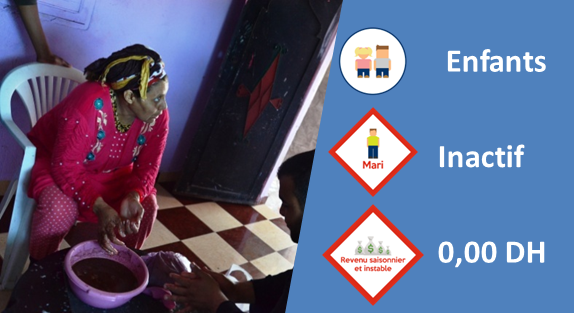 Enfants
Mari
Inactif
Revenu saisonnier
et instable
0,00 DH